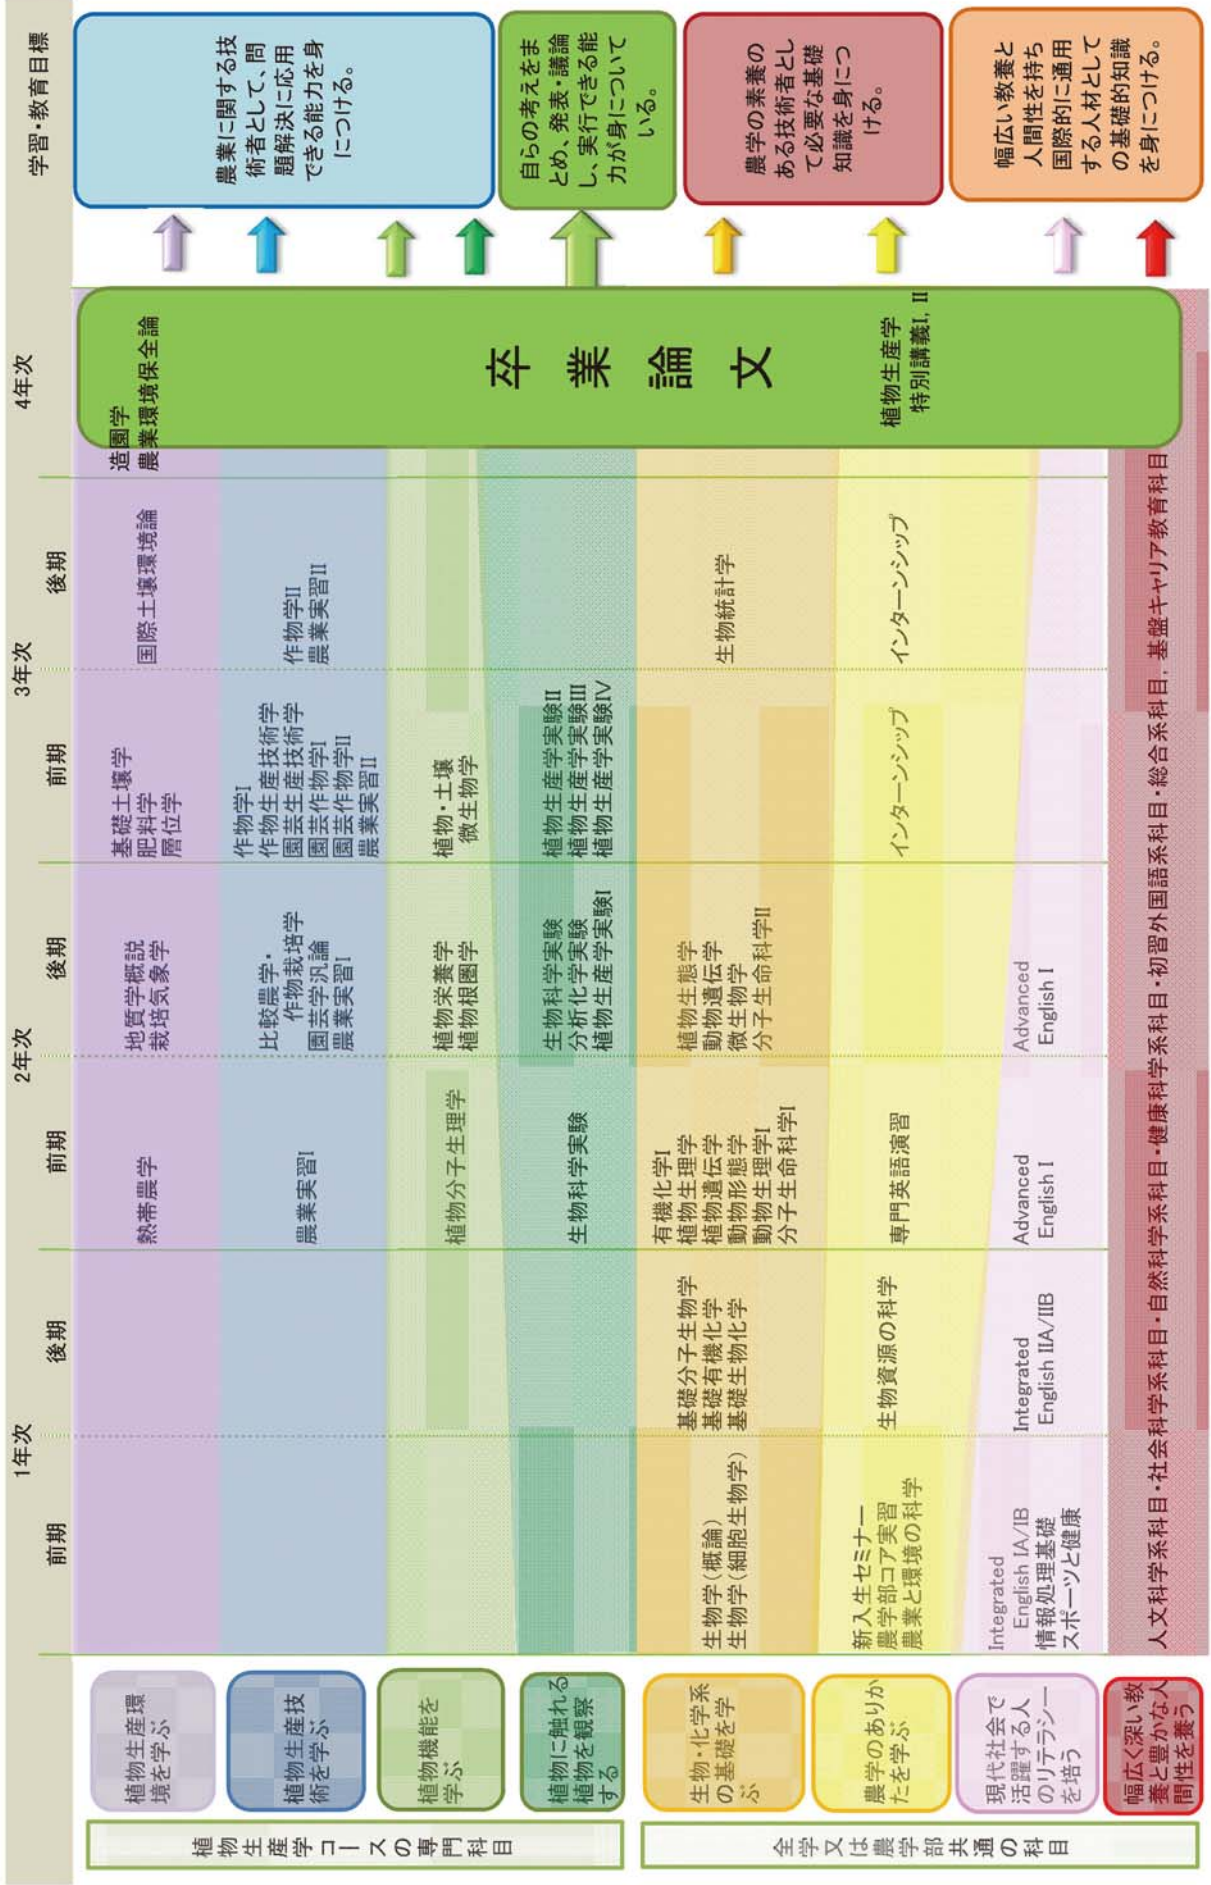 1年次
2年次
3年次
4年次
学習・教育目標
前期
後期
前期
後期
前期
後期
植物生産学コースの専門科目
植物生産環
境を学ぶ
熱帯農学
地質学概説
栽培気象学
基礎土壌学
肥料学
層位学
国際土壌環境論
造園学
農業環境保全論
植物生産技
術を学ぶ
農業実習I
比較農学・
作物栽培学
園芸学汎論
農業実習I
作物学I
作物生産技術学
園芸生産技術学
園芸作物学I
園芸作物学II
農業実習II
作物学II
農業実習II
植物機能を
学ぶ
植物分子生理学
植物栄養学
植物根圏学
植物・土壌
微生物学
植物に触れる
植物を観察
する
生物科学実験
生物科学実験
分析化学実験
植物生産学実験I
植物生産学実験II
植物生産学実験III
植物生産学実験IV
全学又は農学部共通の科目
生物・化学系
の基礎を学
ぶ
生物学(概論)
生物学(細胞生物学)
基礎分子生物学
基礎有機化学
基礎生物化学
有機化学I
植物生理学
植物遺伝学
動物形態学
動物生理学I
分子生命科学I
植物生態学
動物遺伝学
微生物学
分子生命科学II
生物統計学
農学のありか
たを学ぶ
新入生セミナー
農学部コア実習
農業と環境の科学
生物資源の科学
専門英語演習
インターンシップ
インターンシップ
植物生産学
特別講義I, II
現代社会で
活躍する人
のリテラシー
を培う
Integrated
English IA/IB
情報処理基礎
スポーツと健康
Integrated
English IIA/IIB
Advanced
English I
Advanced
English I
幅広く深い教
養と豊かな人
間性を養う
人文科学系科目・社会科学系科目・自然科学系科目・健康科学系科目・初習外国語系科目・総合系科目, 基盤キャリア教育科目
卒業論文
農業に関する技
術者として、問
題解決に応用
できる能力を身
につける。
自らの考えをま
とめ、発表・議論
し、実行できる能
力が身について
いる。
農学の素養の
ある技術者とし
て必要な基礎
知識を身につ
ける。
幅広い教養と
人間性を持ち
国際的に通用
する人材として
の基礎的知識
を身につける。